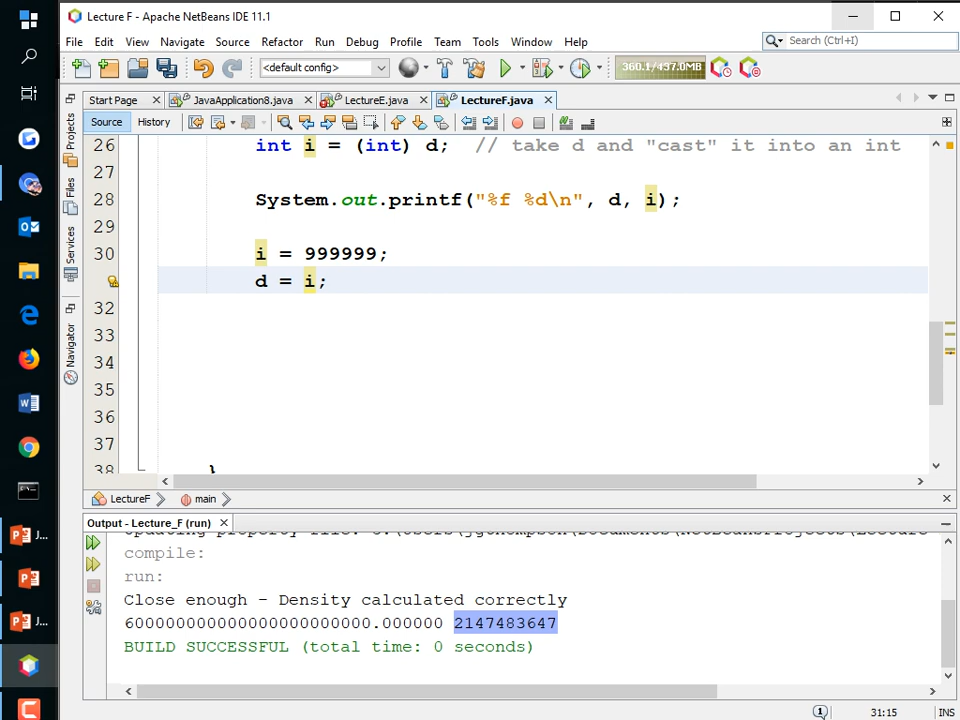 Lecture F - Apache NetBeans IDE 11.1
File Edit View Navigate Source Refactor Run Debug Profile Team Tools Window Help
Search (Ctrl+I)
<default config>
360.1/497.0MB
Start Page JavaApplication8.java LectureE.java LectureF.java
Source History
Projects
Files
Services
Navigator
26 int i = (int) d; // take d and "cast" it into an int
27
28 System.out.printf("%f %d\n", d, i);
29
30 i = 999999;
d = i;
32
33
34
35
36
37
38 }
LectureF main
Output - Lecture_F (run)
compile:
run:
Close enough - Density calculated correctly
6000000000000000000000000.000000 2147483647
BUILD SUCCESSFUL (total time: 0 seconds)
J...
J...
1 31:15 INS